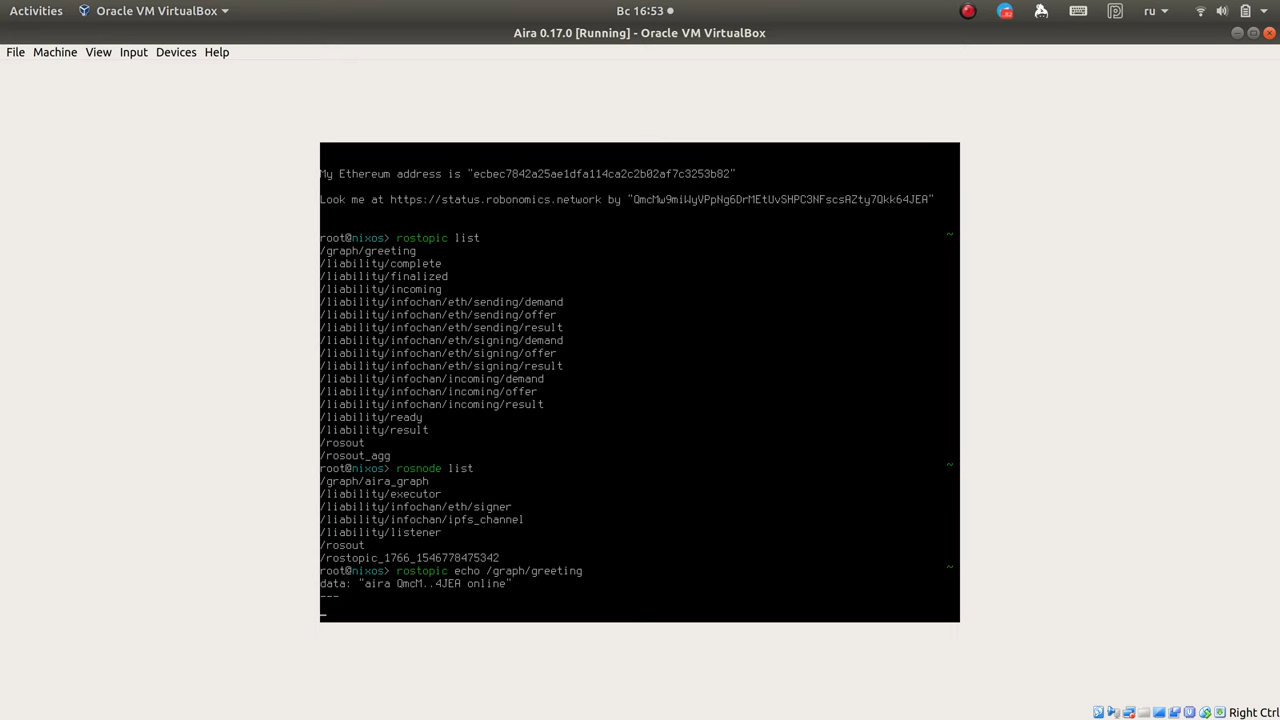 Activities Oracle VM VirtualBox Вс 16:53 ru
Aira 0.17.0 [Running] - Oracle VM VirtualBox
File Machine View Input Devices Help
My Ethereum address is "ecbec7842a25ae1dfa114ca2c2b02af7c3253b82"
Look me at https://status.robonomics.network by "QmcMw9miWyVPpNg6DrMEtUvSHPC3NFscsAZty7Qkk64JEA"
root@nixos> rostopic list ~
/graph/greeting
/liability/complete
/liability/finalized
/liability/incoming
/liability/infochan/eth/sending/demand
/liability/infochan/eth/sending/offer
/liability/infochan/eth/sending/result
/liability/infochan/eth/signing/demand
/liability/infochan/eth/signing/offer
/liability/infochan/eth/signing/result
/liability/infochan/incoming/demand
/liability/infochan/incoming/offer
/liability/infochan/incoming/result
/liability/ready
/liability/result
/rosout
/rosout_agg
root@nixos> rosnode list ~
/graph/aira_graph
/liability/executor
/liability/infochan/eth/signer
/liability/infochan/ipfs_channel
/liability/listener
/rosout
/rostopic_1766_1546778475342
root@nixos> rostopic echo /graph/greeting ~
data: "aira QmcM..4JEA online"
---
Right Ctrl